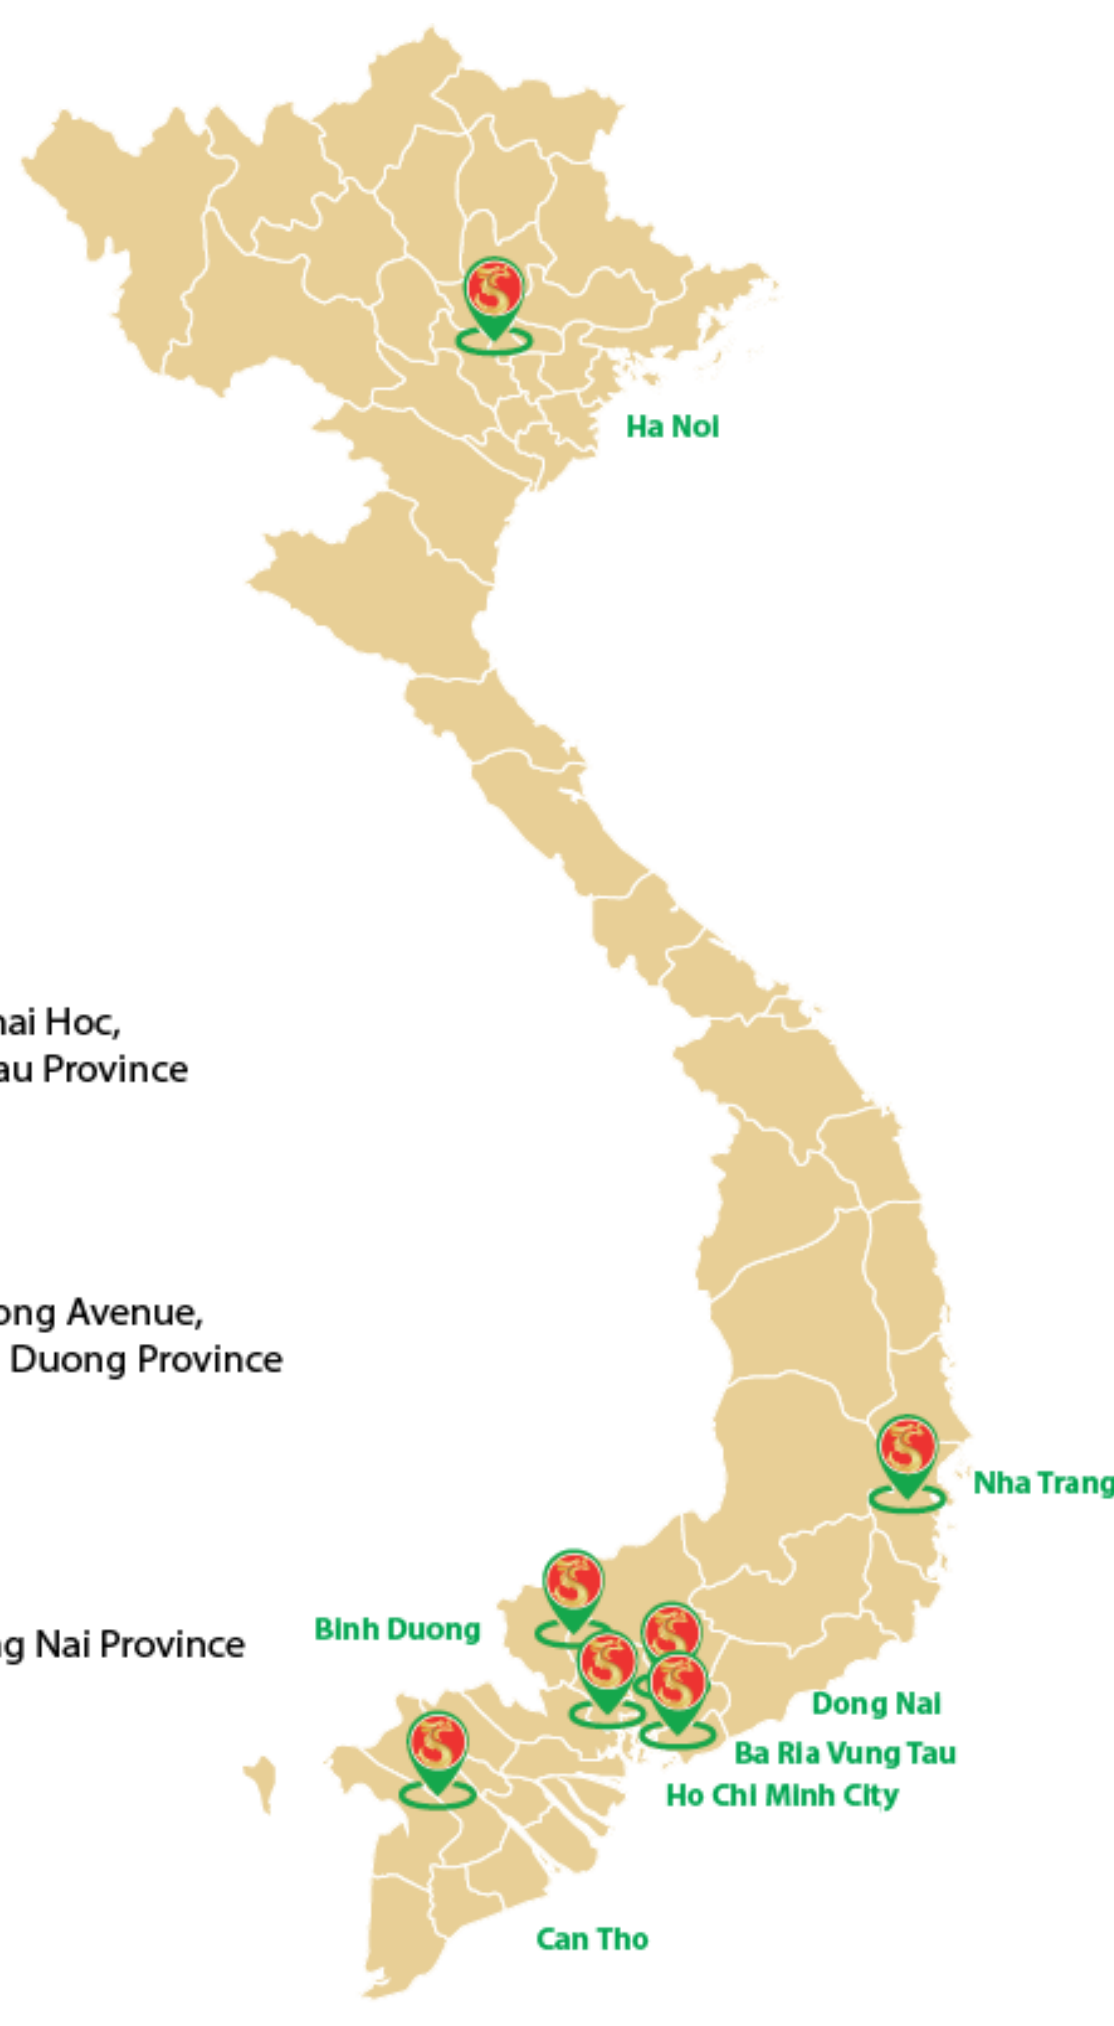 Ha Noi
hai Hoc,
au Province
ong Avenue,
Duong Province
Nha Trang
Binh Duong
ng Nai Province
Dong Nai
Ba Ria Vung Tau
Ho Chi Minh City
Can Tho